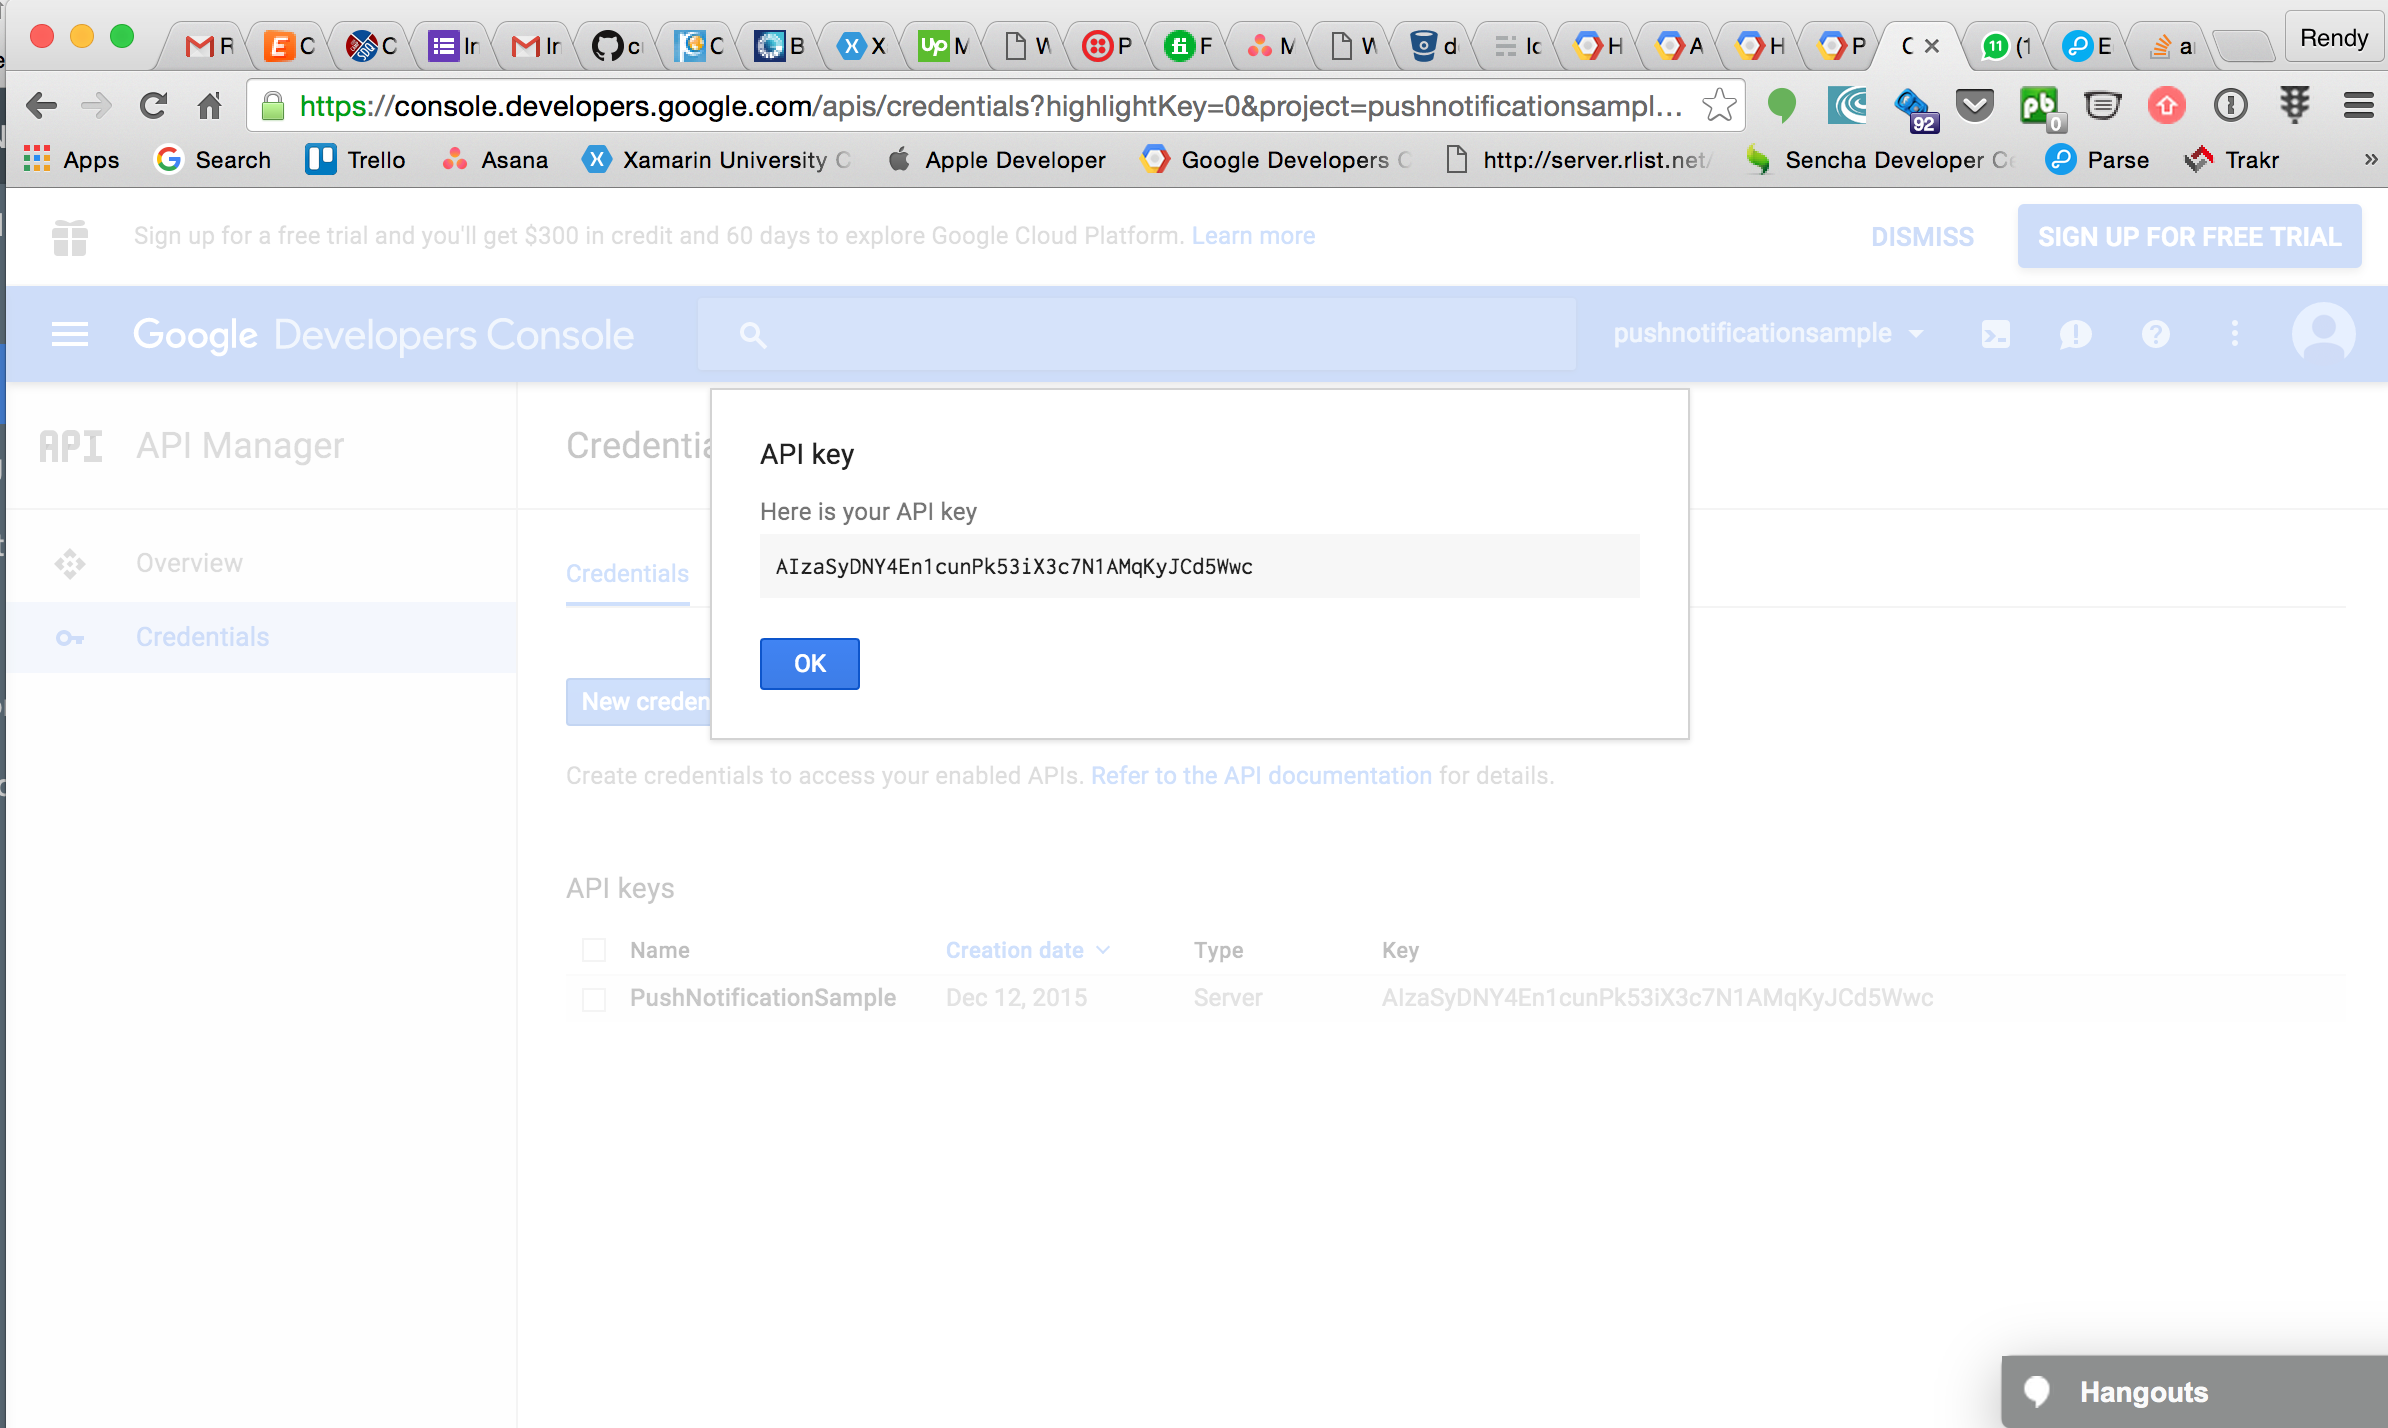 Rendy
https://console.developers.google.com/apis/credentials?highlightKey=0&project=pushnotificationsampl...
92
0
Apps Search Trello Asana Xamarin University C Apple Developer Google Developers C http://server.rlist.net/ Sencha Developer Ce Parse Trakr »
Sign up for a free trial and you'll get $300 in credit and 60 days to explore Google Cloud Platform. Learn more DISMISS SIGN UP FOR FREE TRIAL
Google Developers Console pushnotificationsample
API API Manager
Credentia
API key
Here is your API key
AIzaSyDNY4En1cunPk53iX3c7N1AMqKyJCd5Wwc
OK
Overview
Credentials
Credentials
New creden
Create credentials to access your enabled APIs. Refer to the API documentation for details.
API keys
Name Creation date Type Key
PushNotificationSample Dec 12, 2015 Server AIzaSyDNY4En1cunPk53iX3c7N1AMqKyJCd5Wwc
Hangouts